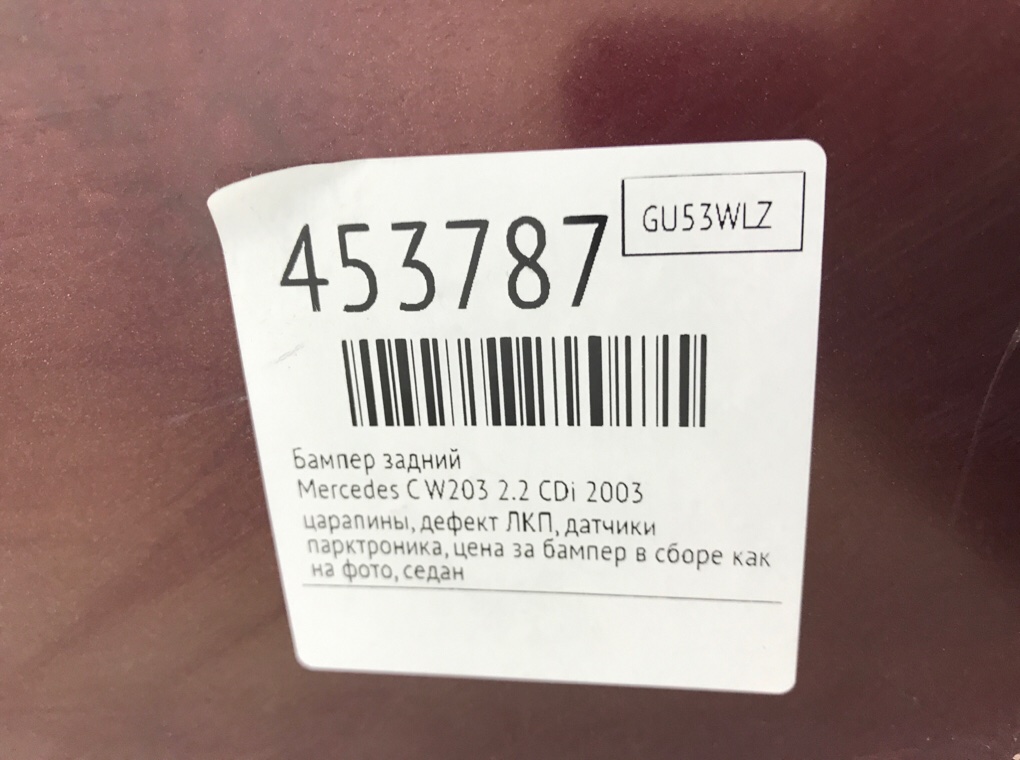 GU53WLZ
453787
Бампер задний
Mercedes C W203 2.2 CDi 2003
царапины, дефект ЛКП, датчики
парктроника, цена за бампер в сборе как
на фото, седан